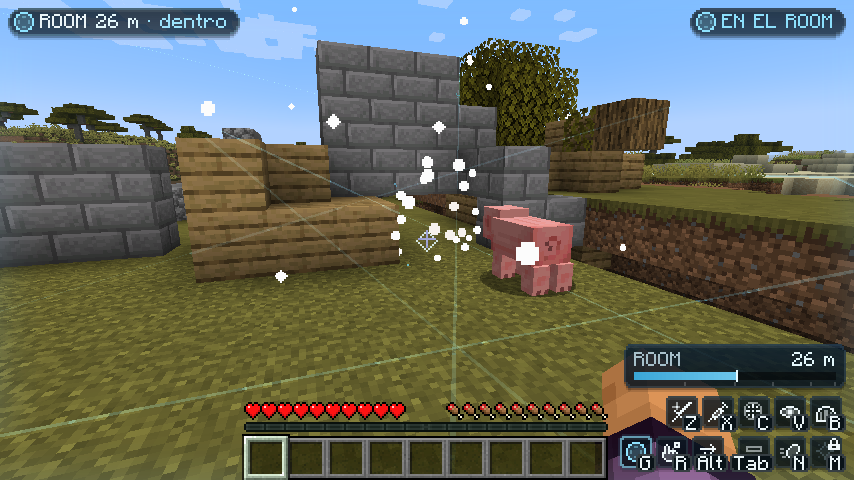 ROOM 26 m · dentro
EN EL ROOM
ROOM 26 m
Z X C V B
G R Alt Tab N M